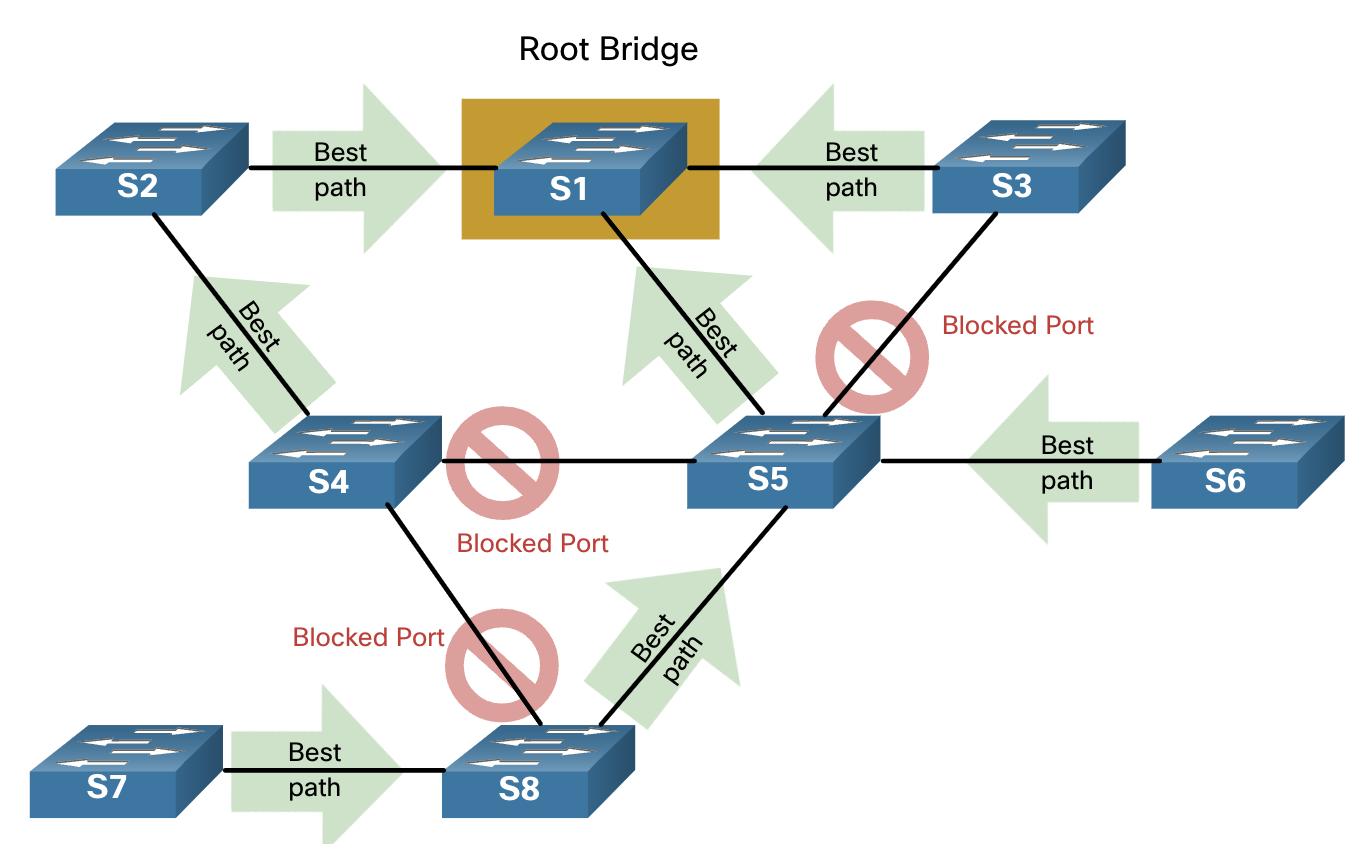 Root Bridge
S2
Best
path
S1
Best
path
S3
Best
path
Best
path
Blocked Port
S4
Blocked Port
S5
Best
path
S6
Blocked Port
Best
path
S7
Best
path
S8